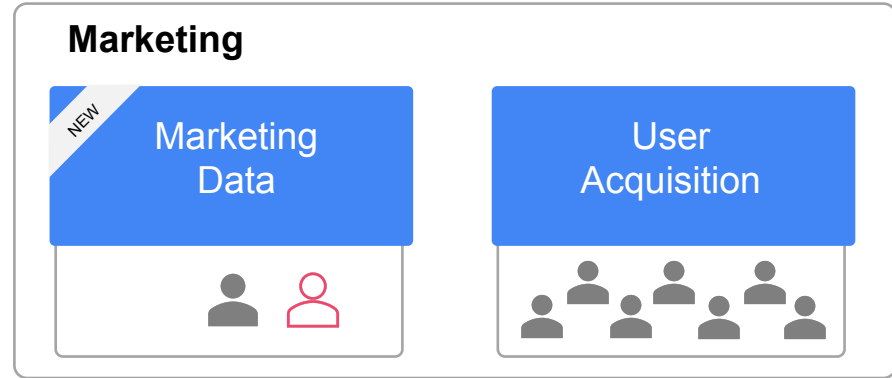 Marketing
NEW
Marketing
Data
User
Acquisition